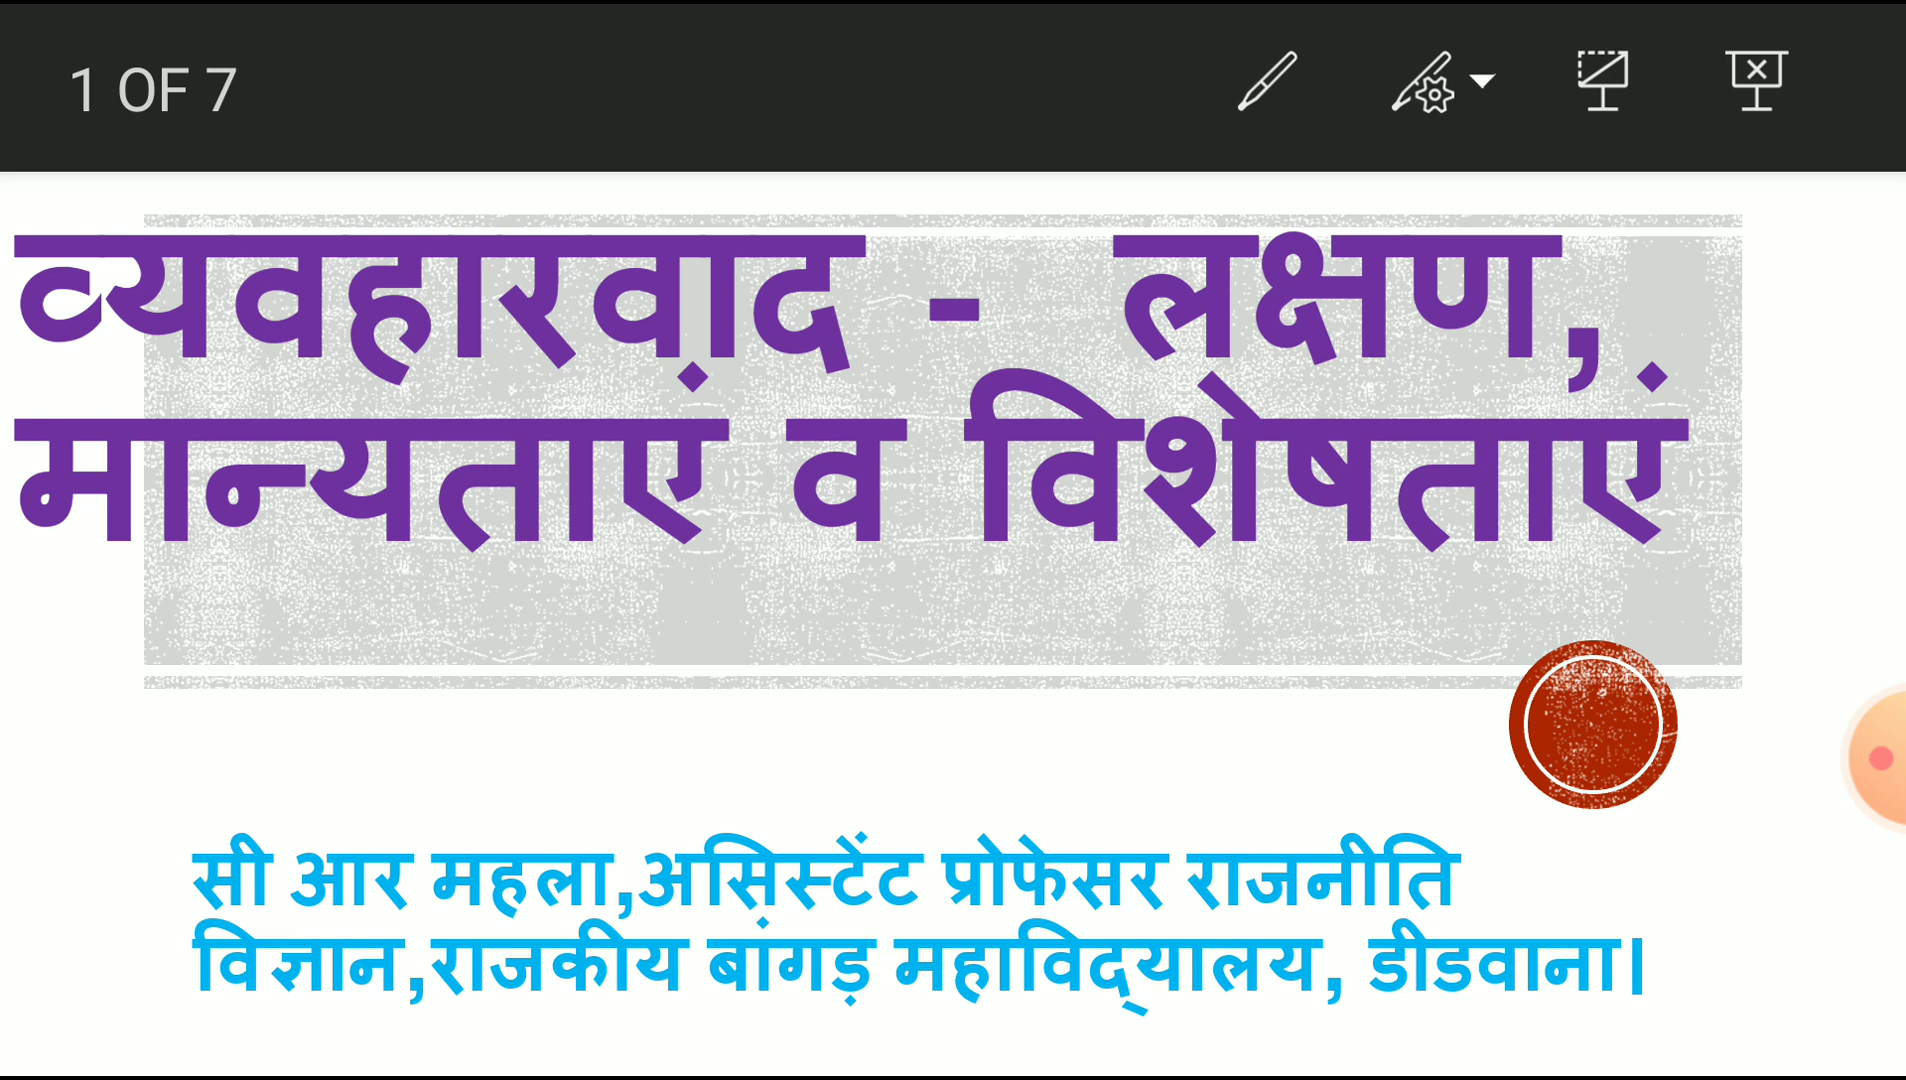 1 OF 7
व्यवहारवाद - लक्षण,
मान्यताएं व विशेषताएं
सी आर महला,असिस्टेंट प्रोफेसर राजनीति
विज्ञान,राजकीय बांगड़ महाविद्यालय, डीडवाना।